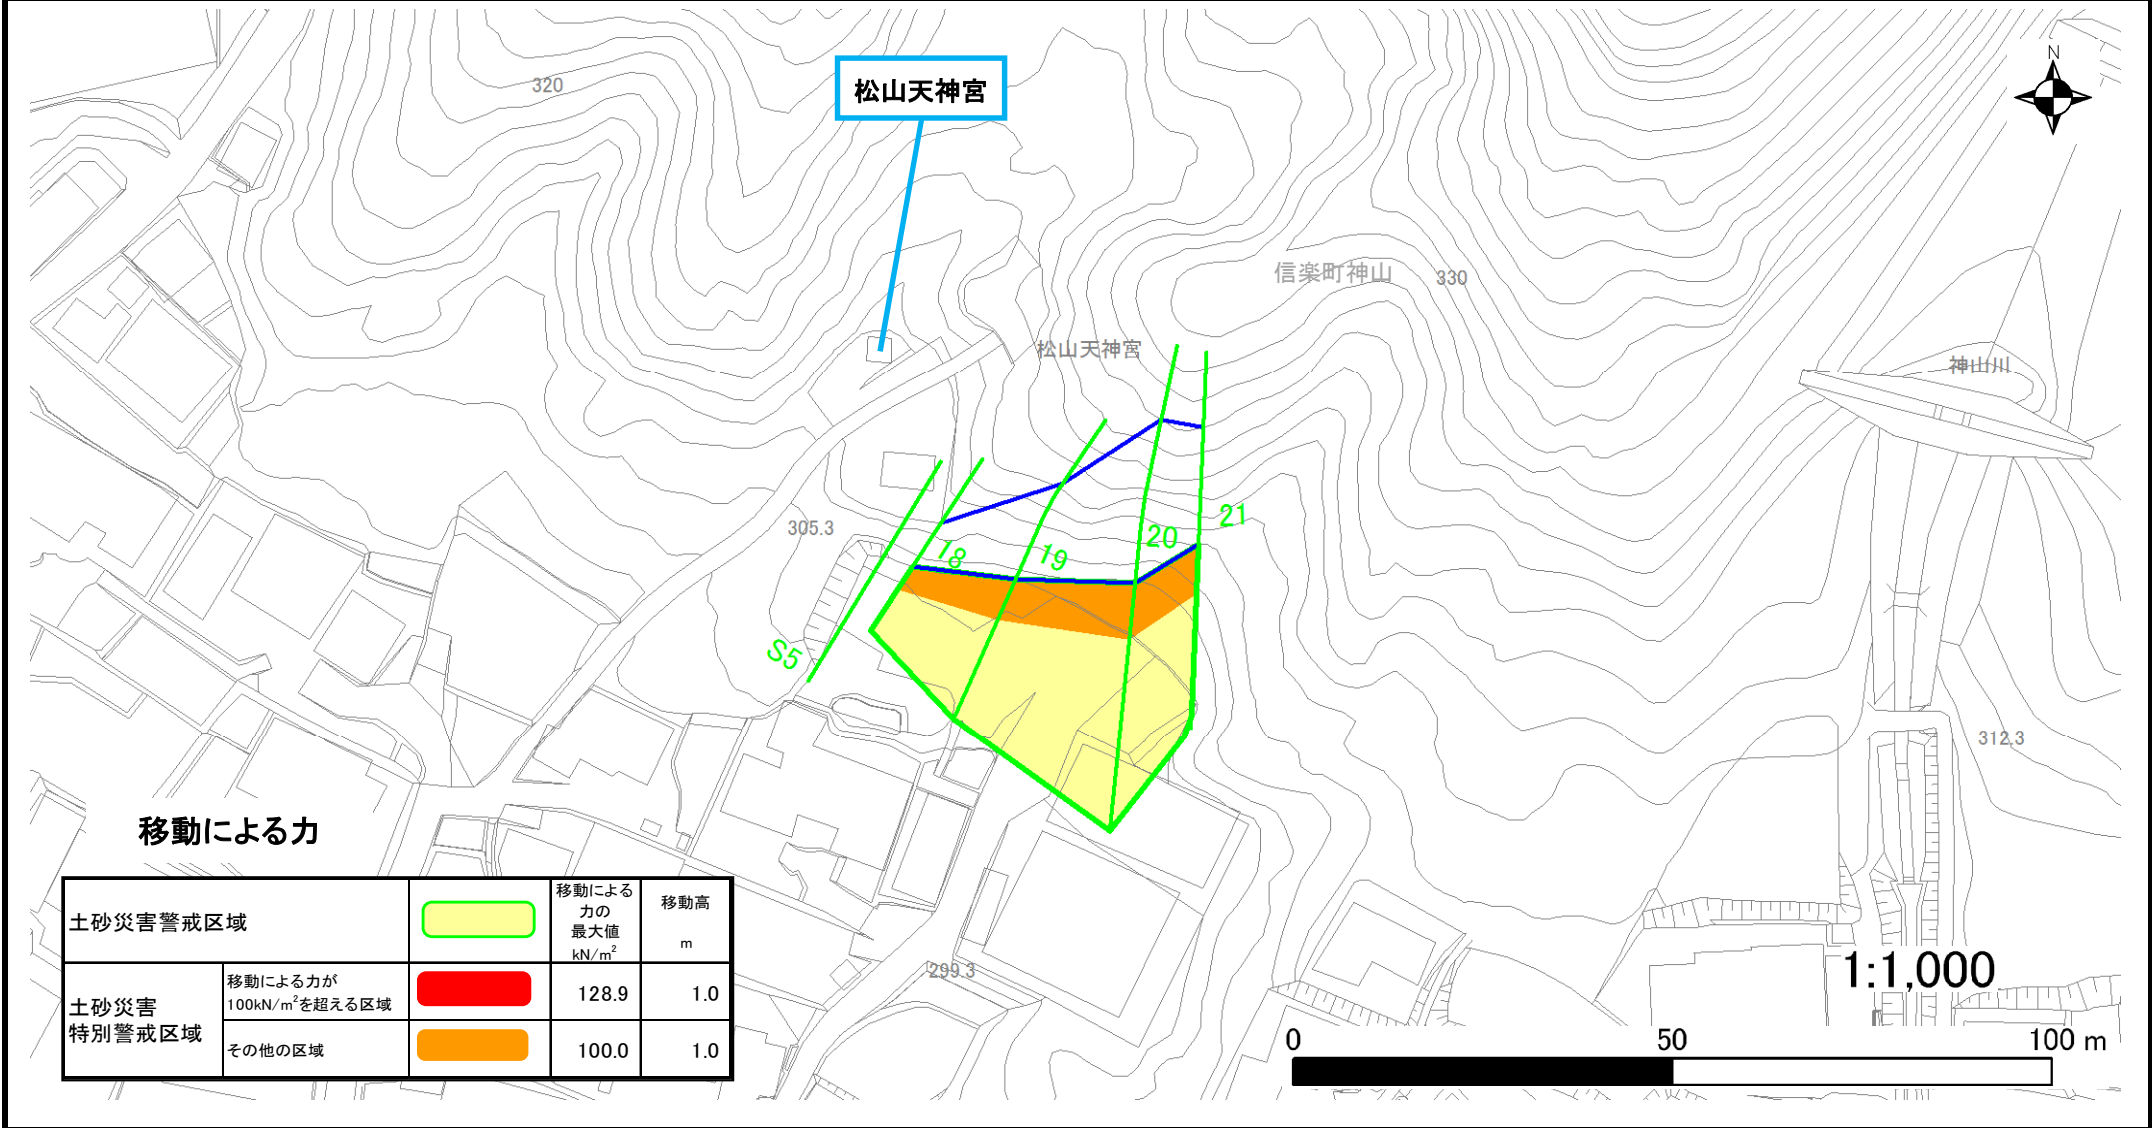 N
320
松山天神宮
信楽町神山
330
松山天神宮
神山川
305.3
18
19
20
21
S5
312.3
299.3
移動による力
土砂災害警戒区域
移動による
力の
最大値
kN/m²
移動高
m
土砂災害
特別警戒区域
移動による力が
100kN/m²を超える区域
128.9
1.0
その他の区域
100.0
1.0
1:1,000
0
50
100 m